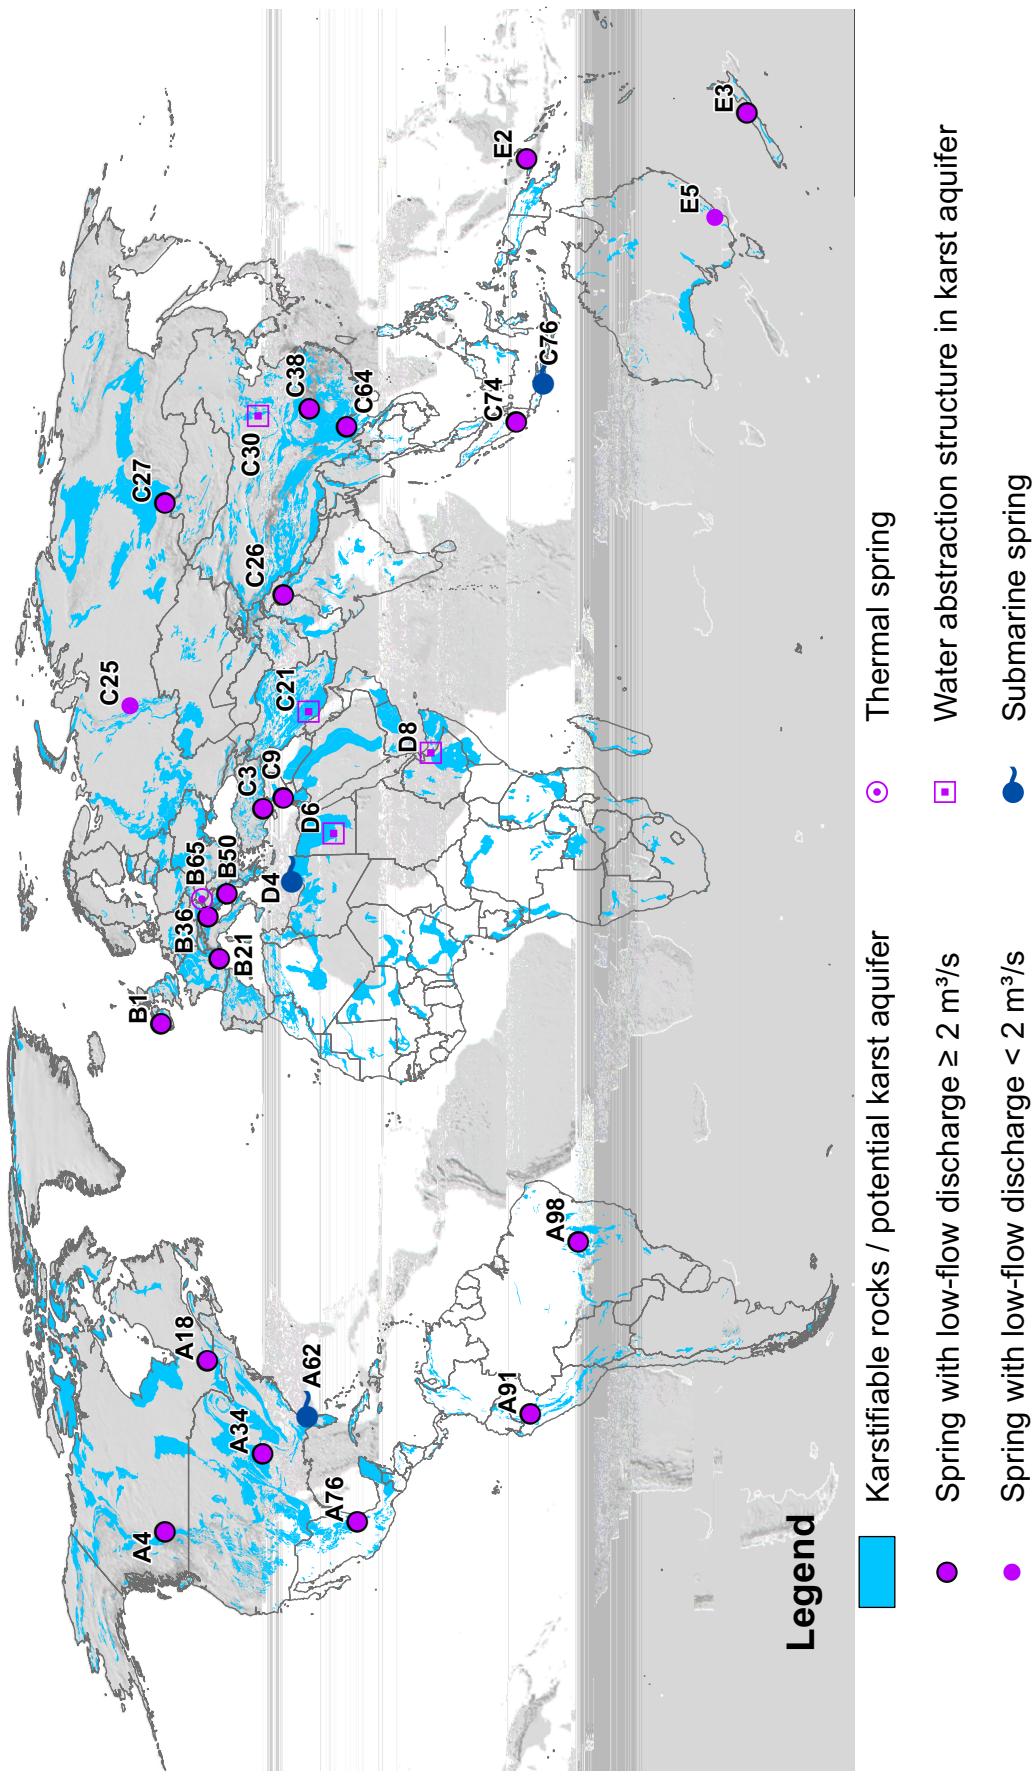 A4
A18
A34
A62
A76
A91
A98
B1
B21
B36
B65
B50
C3
C9
C21
C25
C26
C27
C30
C38
C64
C74
C76
D4
D6
D8
E2
E3
E5
Legend
Karstifiable rocks / potential karst aquifer
Spring with low-flow discharge ≥ 2 m³/s
Spring with low-flow discharge < 2 m³/s
Thermal spring
Water abstraction structure in karst aquifer
Submarine spring